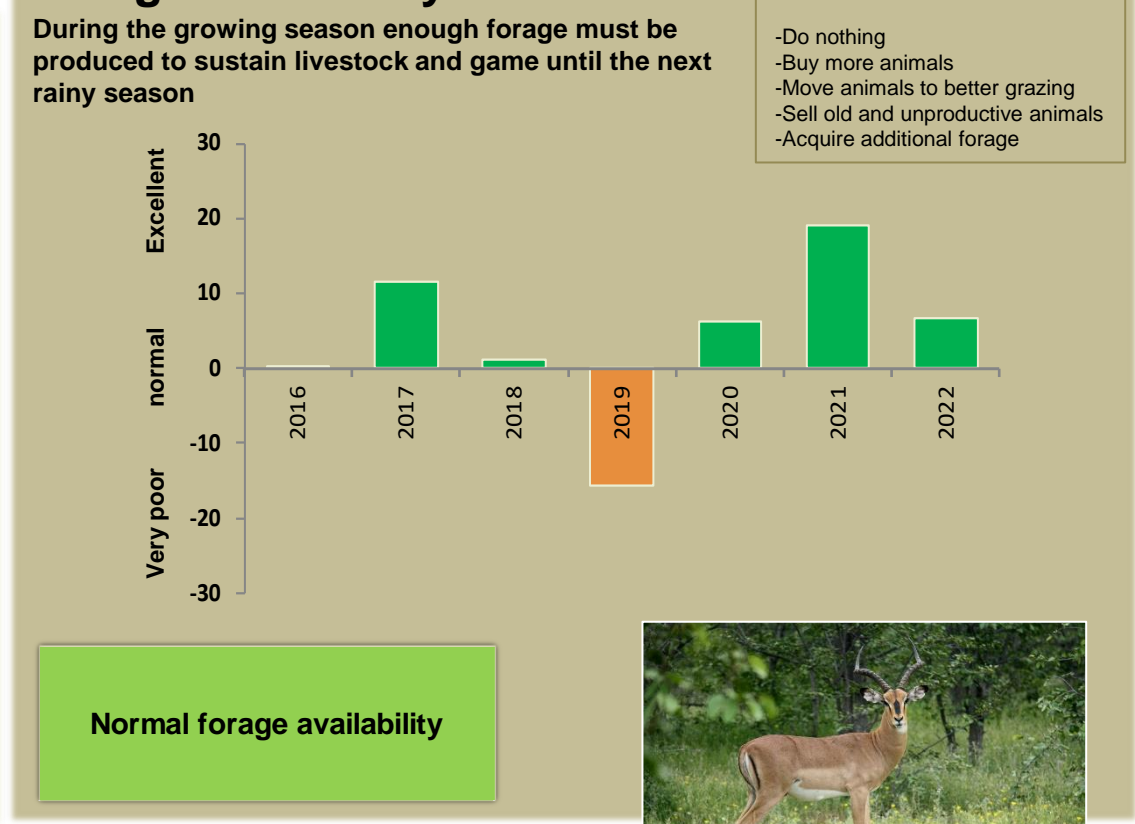 During the growing season enough forage must be
produced to sustain livestock and game until the next
rainy season
-Do nothing
-Buy more animals
-Move animals to better grazing
-Sell old and unproductive animals
-Acquire additional forage
Excellent
normal
Very poor
30
20
10
0
-10
-20
-30
2016
2017
2018
2019
2020
2021
2022
Normal forage availability